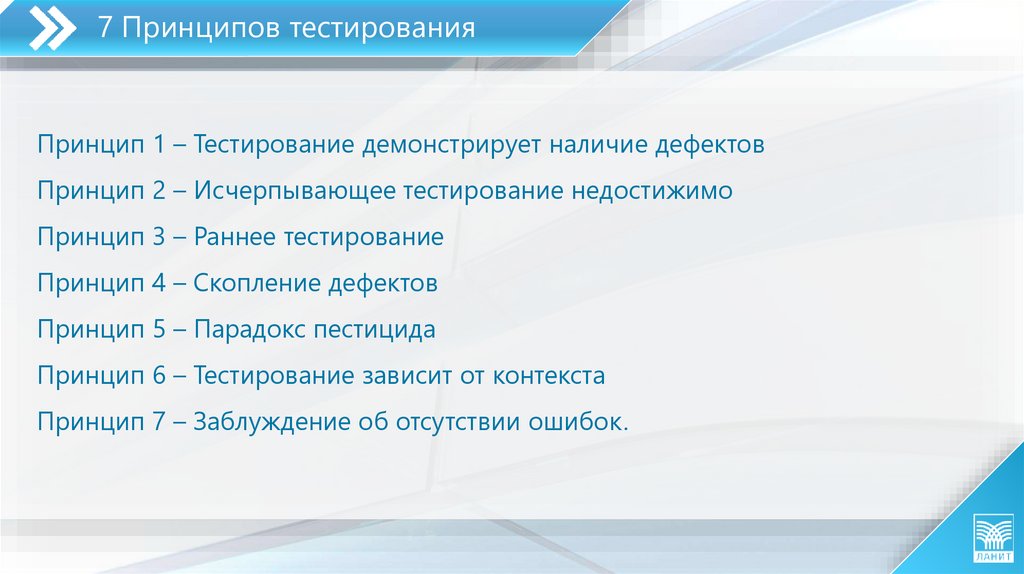 7 Принципов тестирования
Принцип 1 – Тестирование демонстрирует наличие дефектов
Принцип 2 – Исчерпывающее тестирование недостижимо
Принцип 3 – Раннее тестирование
Принцип 4 – Скопление дефектов
Принцип 5 – Парадокс пестицида
Принцип 6 – Тестирование зависит от контекста
Принцип 7 – Заблуждение об отсутствии ошибок.
ЛАНИТ